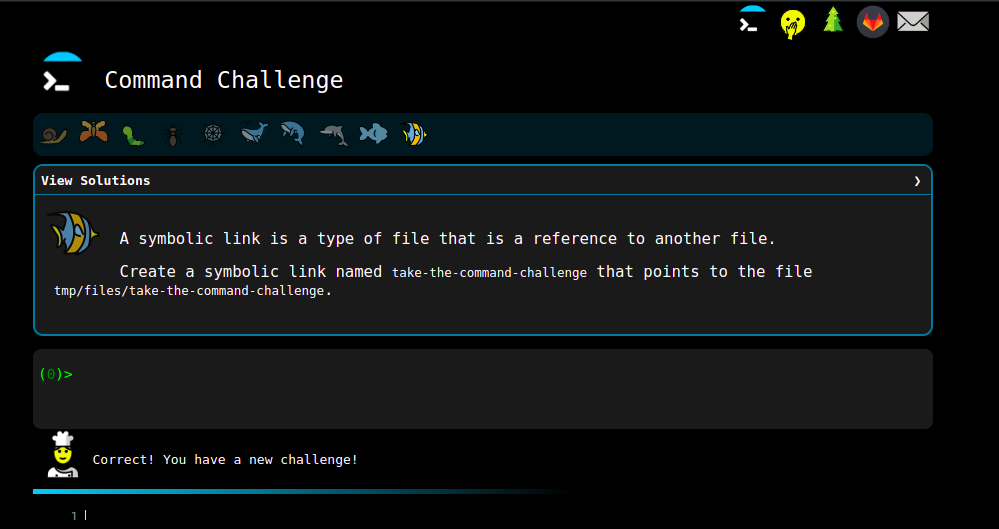 Command Challenge
View Solutions ❯
A symbolic link is a type of file that is a reference to another file.
Create a symbolic link named take-the-command-challenge that points to the file
tmp/files/take-the-command-challenge.
(0)>
Correct! You have a new challenge!
1